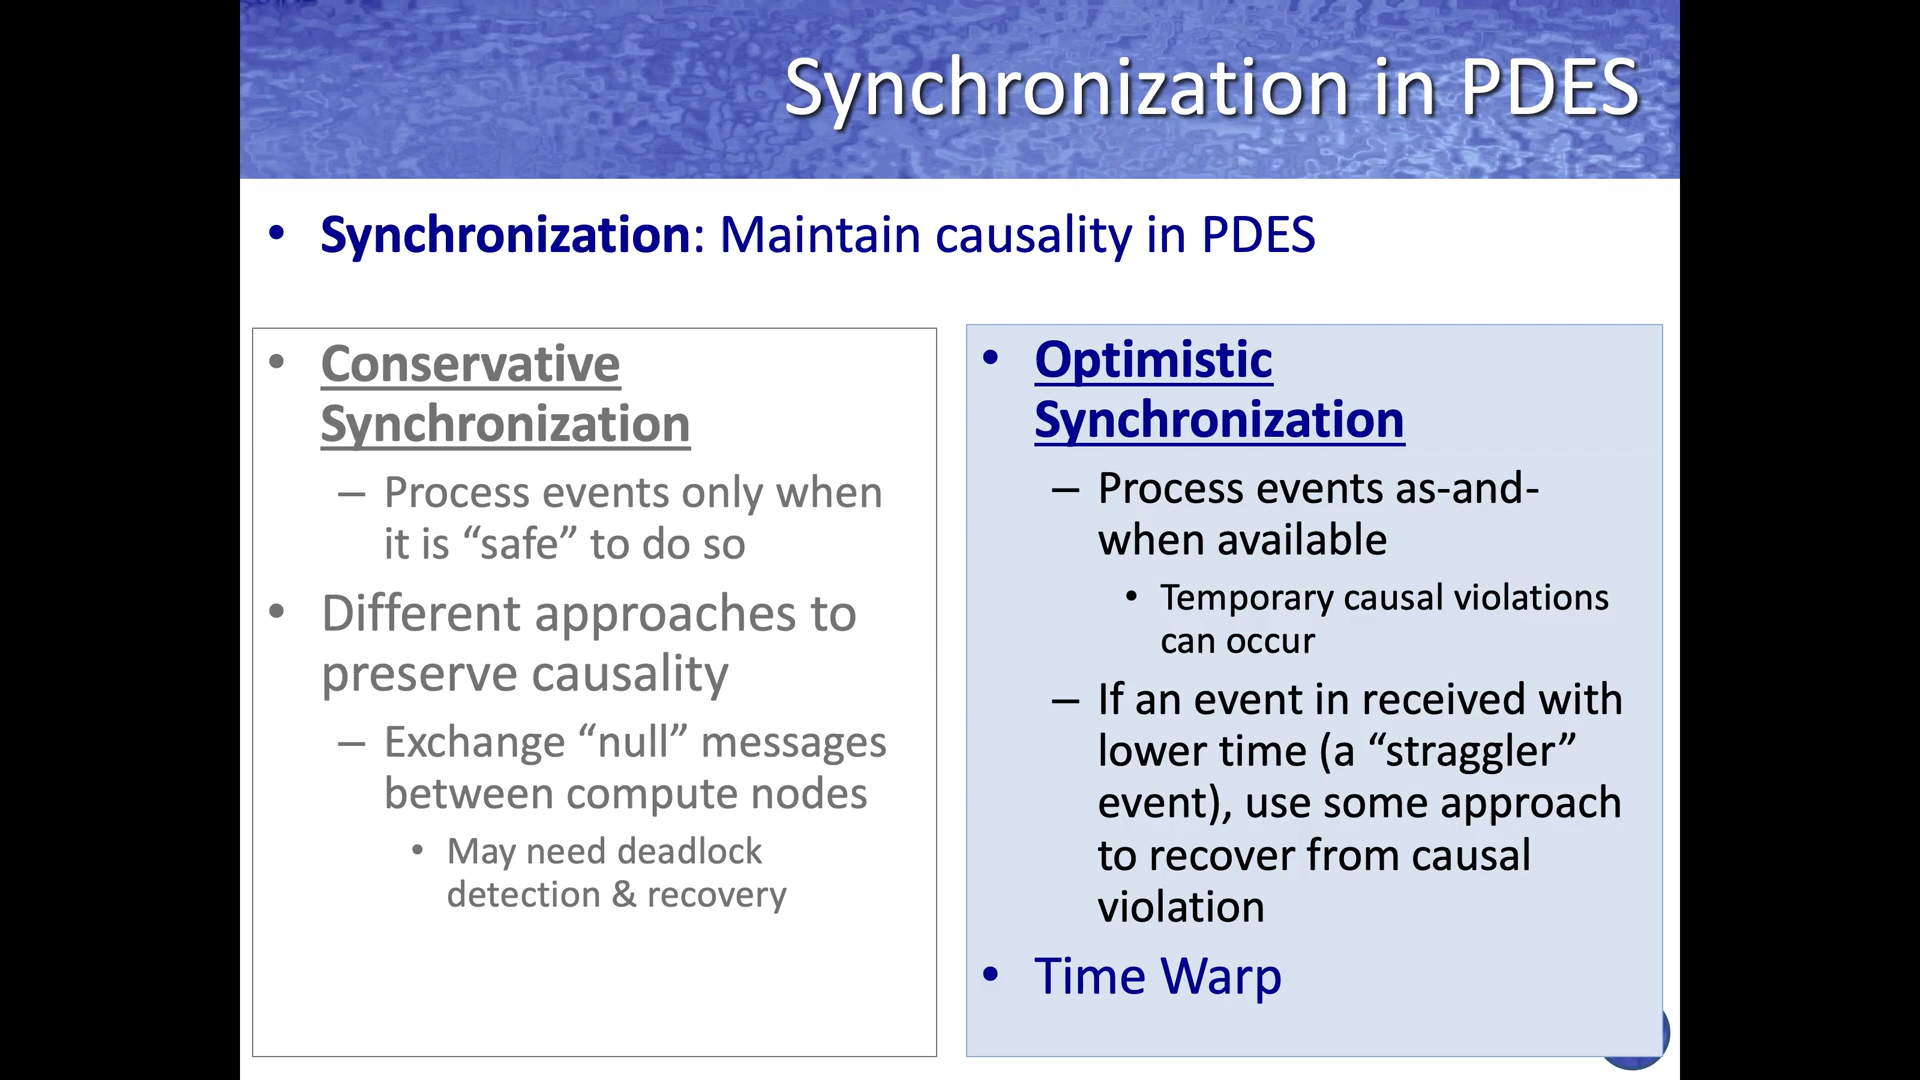 Synchronization in PDES
• Synchronization: Maintain causality in PDES
• Conservative
Synchronization
– Process events only when
it is “safe” to do so
• Different approaches to
preserve causality
– Exchange “null” messages
between compute nodes
• May need deadlock
detection & recovery
• Optimistic
Synchronization
– Process events as-and-
when available
• Temporary causal violations
can occur
– If an event in received with
lower time (a “straggler”
event), use some approach
to recover from causal
violation
• Time Warp